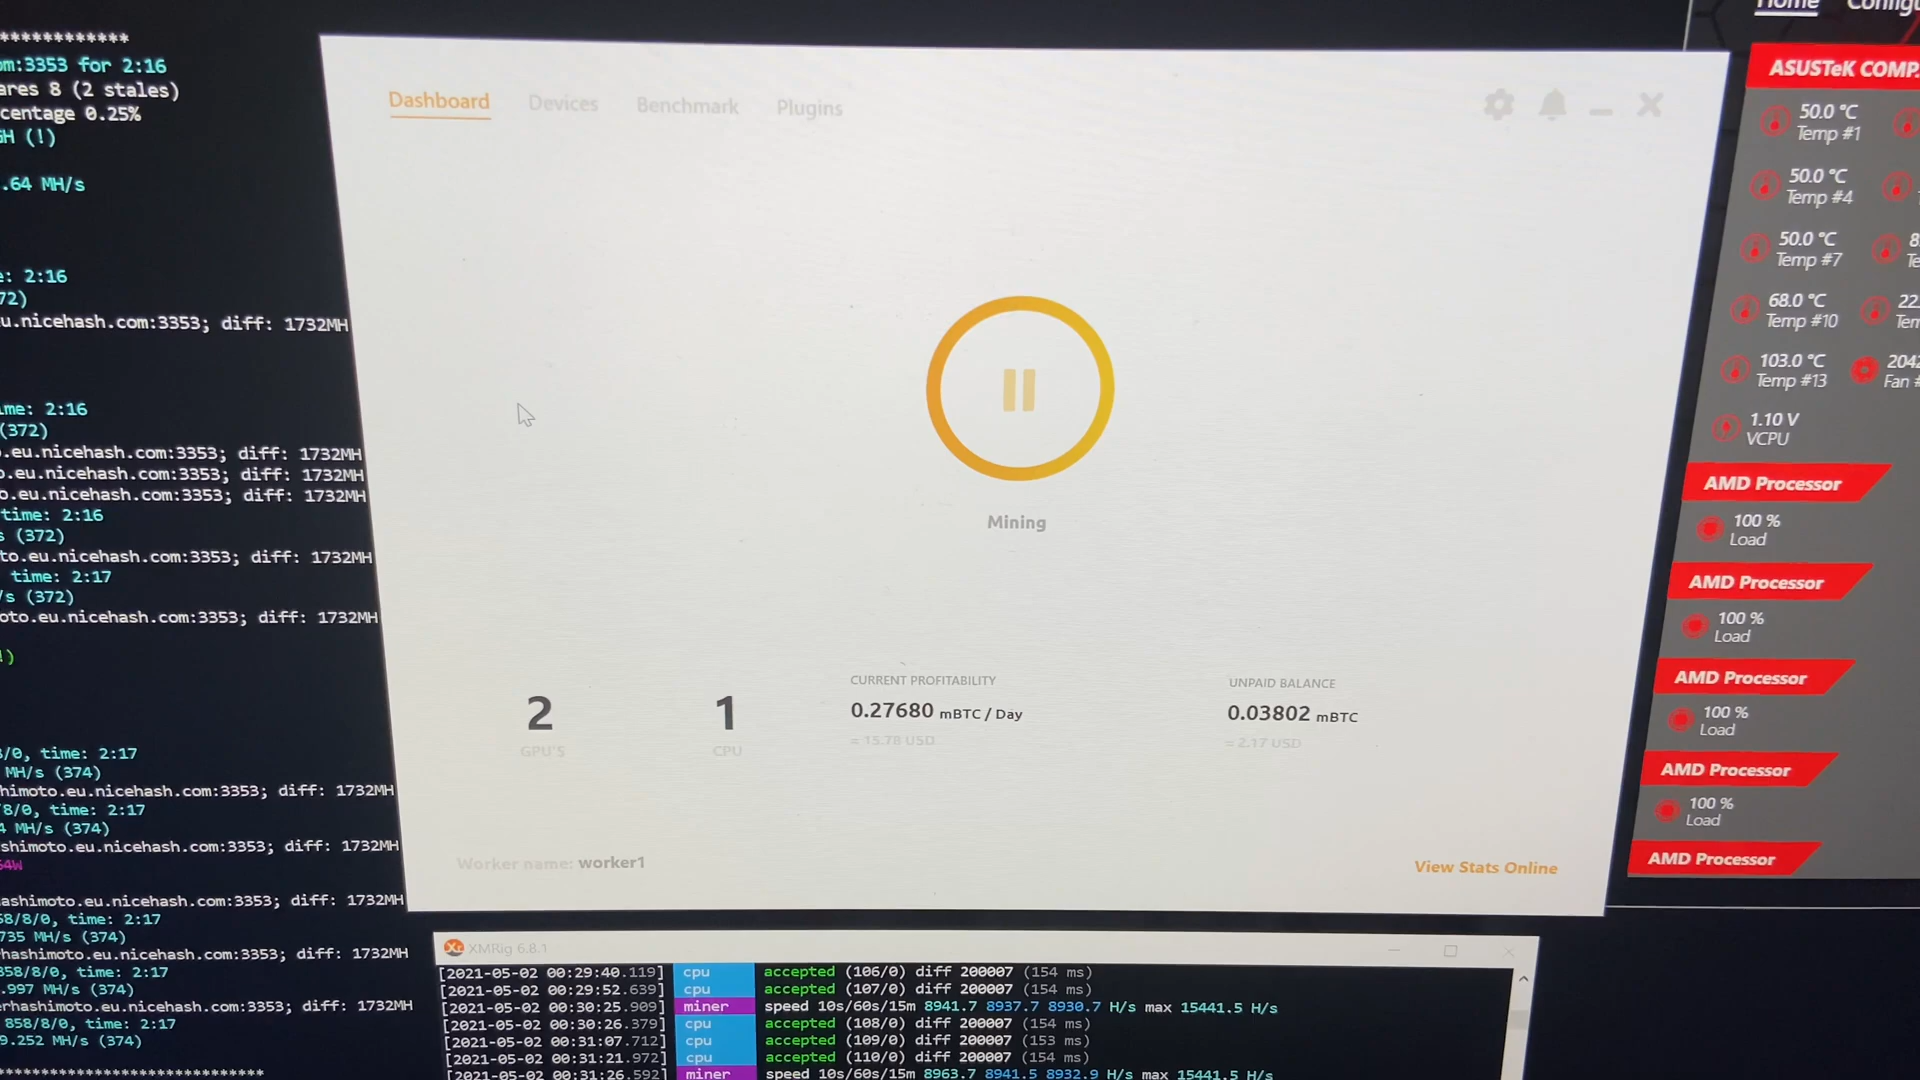 ************
om:3353 for 2:16
ares 8 (2 stales)
centage 0.25%
GH (!)
.64 MH/s
e: 2:16
72)
u.nicehash.com:3353; diff: 1732MH
ime: 2:16
(372)
o.eu.nicehash.com:3353; diff: 1732MH
o.eu.nicehash.com:3353; diff: 1732MH
o.eu.nicehash.com:3353; diff: 1732MH
time: 2:16
s (372)
to.eu.nicehash.com:3353; diff: 1732MH
time: 2:17
/s (372)
oto.eu.nicehash.com:3353; diff: 1732MH
!)
8/0, time: 2:17
MH/s (374)
himoto.eu.nicehash.com:3353; diff: 1732MH
/8/0, time: 2:17
4 MH/s (374)
shimoto.eu.nicehash.com:3353; diff: 1732MH
64W
ashimoto.eu.nicehash.com:3353; diff: 1732MH
58/8/0, time: 2:17
735 MH/s (374)
rhashimoto.eu.nicehash.com:3353; diff: 1732MH
858/8/0, time: 2:17
.997 MH/s (374)
erhashimoto.eu.nicehash.com:3353; diff: 1732MH
858/8/0, time: 2:17
9.252 MH/s (374)
Dashboard Devices Benchmark Plugins
Mining
2
GPU'S
1
CPU
CURRENT PROFITABILITY
0.27680 mBTC / Day
≈ 15.78 USD
UNPAID BALANCE
0.03802 mBTC
≈ 2.17 USD
Worker name: worker1
View Stats Online
XMRig 6.8.1
[2021-05-02 00:29:40.119] cpu accepted (106/0) diff 200007 (154 ms)
[2021-05-02 00:29:52.639] cpu accepted (107/0) diff 200007 (154 ms)
[2021-05-02 00:30:25.909] miner speed 10s/60s/15m 8941.7 8937.7 8930.7 H/s max 15441.5 H/s
[2021-05-02 00:30:26.379] cpu accepted (108/0) diff 200007 (154 ms)
[2021-05-02 00:31:07.712] cpu accepted (109/0) diff 200007 (153 ms)
[2021-05-02 00:31:21.972] cpu accepted (110/0) diff 200007 (154 ms)
[2021-05-02 00:31:26.592] miner speed 10s/60s/15m 8963.7 8941.5 8932.9 H/s max 15441.5 H/s
Home Configu
ASUSTeK COMP
50.0 °C
Temp #1
50.0 °C
Temp #4
50.0 °C 8
Temp #7 Te
68.0 °C 22
Temp #10 Tem
103.0 °C 2042
Temp #13 Fan #
1.10 V
VCPU
AMD Processor
100 %
Load
AMD Processor
100 %
Load
AMD Processor
100 %
Load
AMD Processor
100 %
Load
AMD Processor